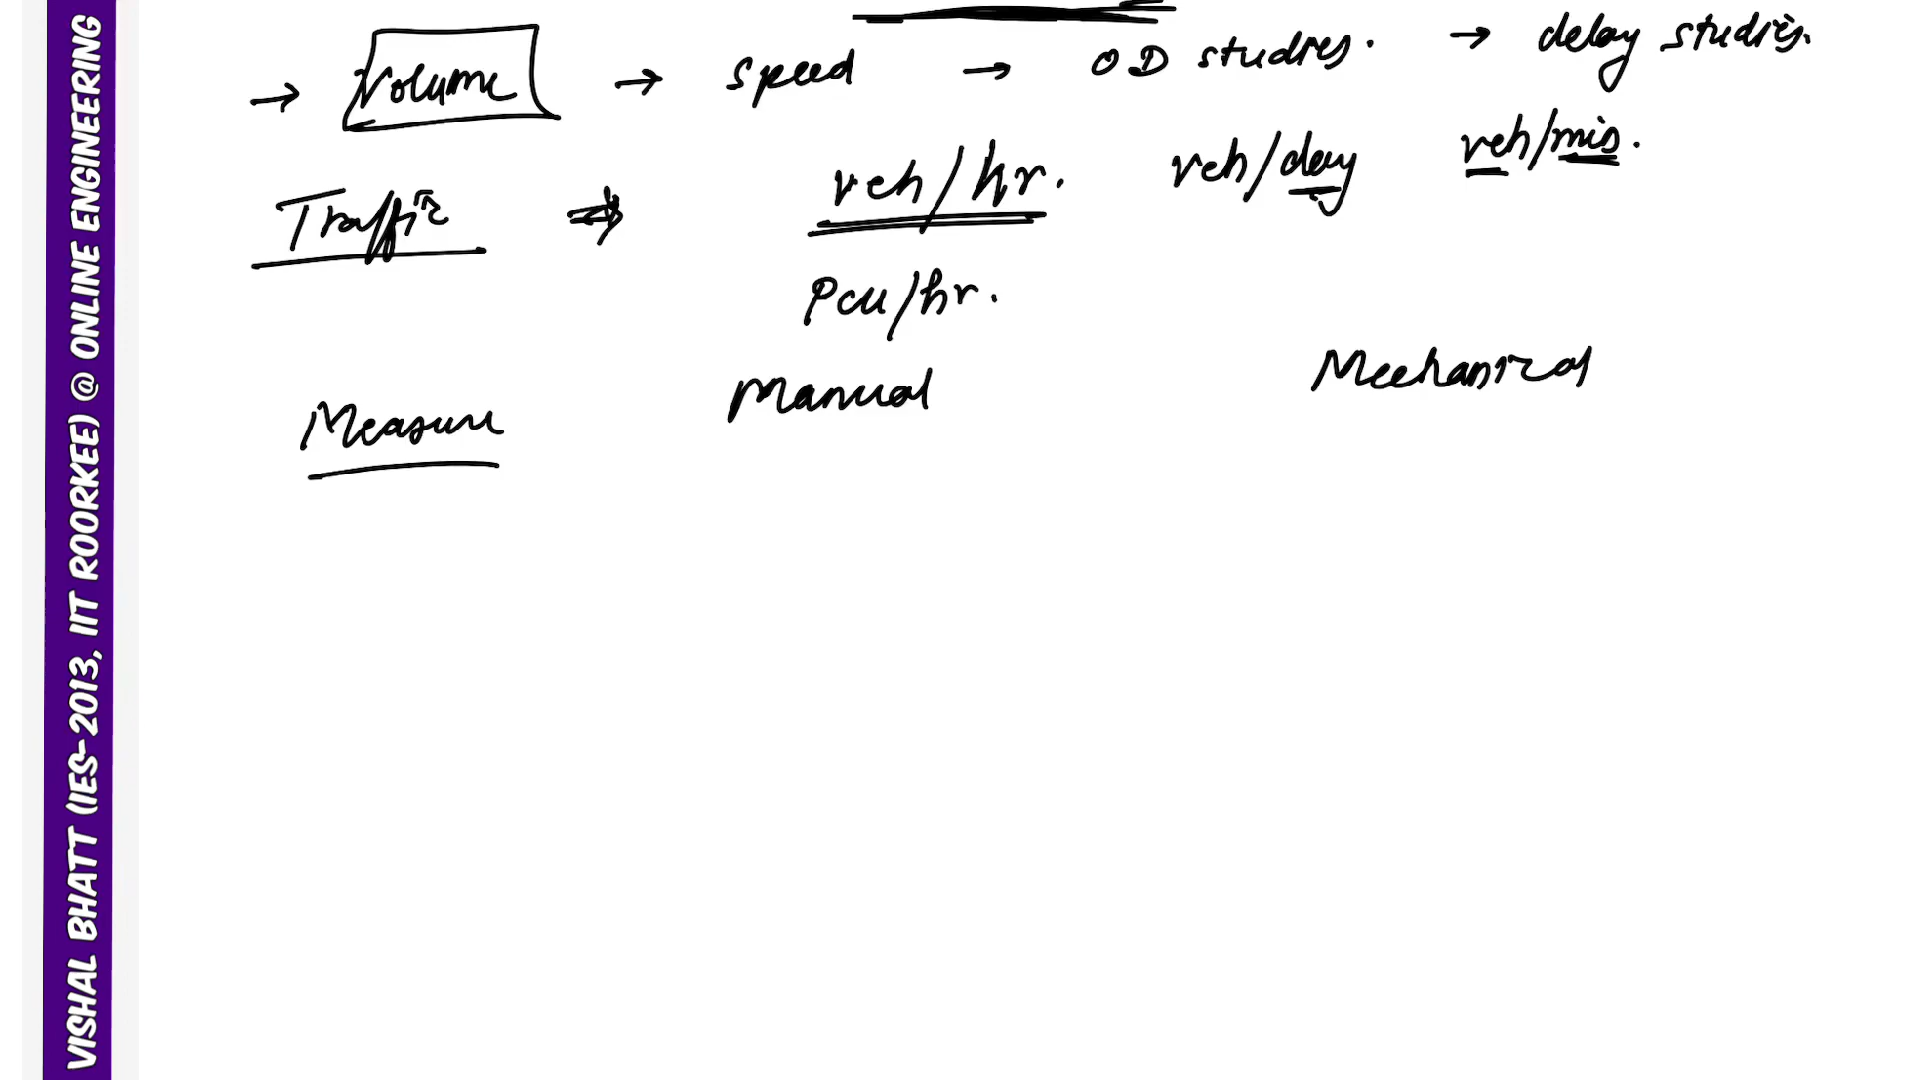 VISHAL BHATT (IES-2013, IIT ROORKEE) @ ONLINE ENGINEERING
→ Volume → Speed → OD studies. → delay studies.
Traffic ⇒ veh/hr. veh/day veh/min.
PCU/hr.
Measure Manual Mechanical